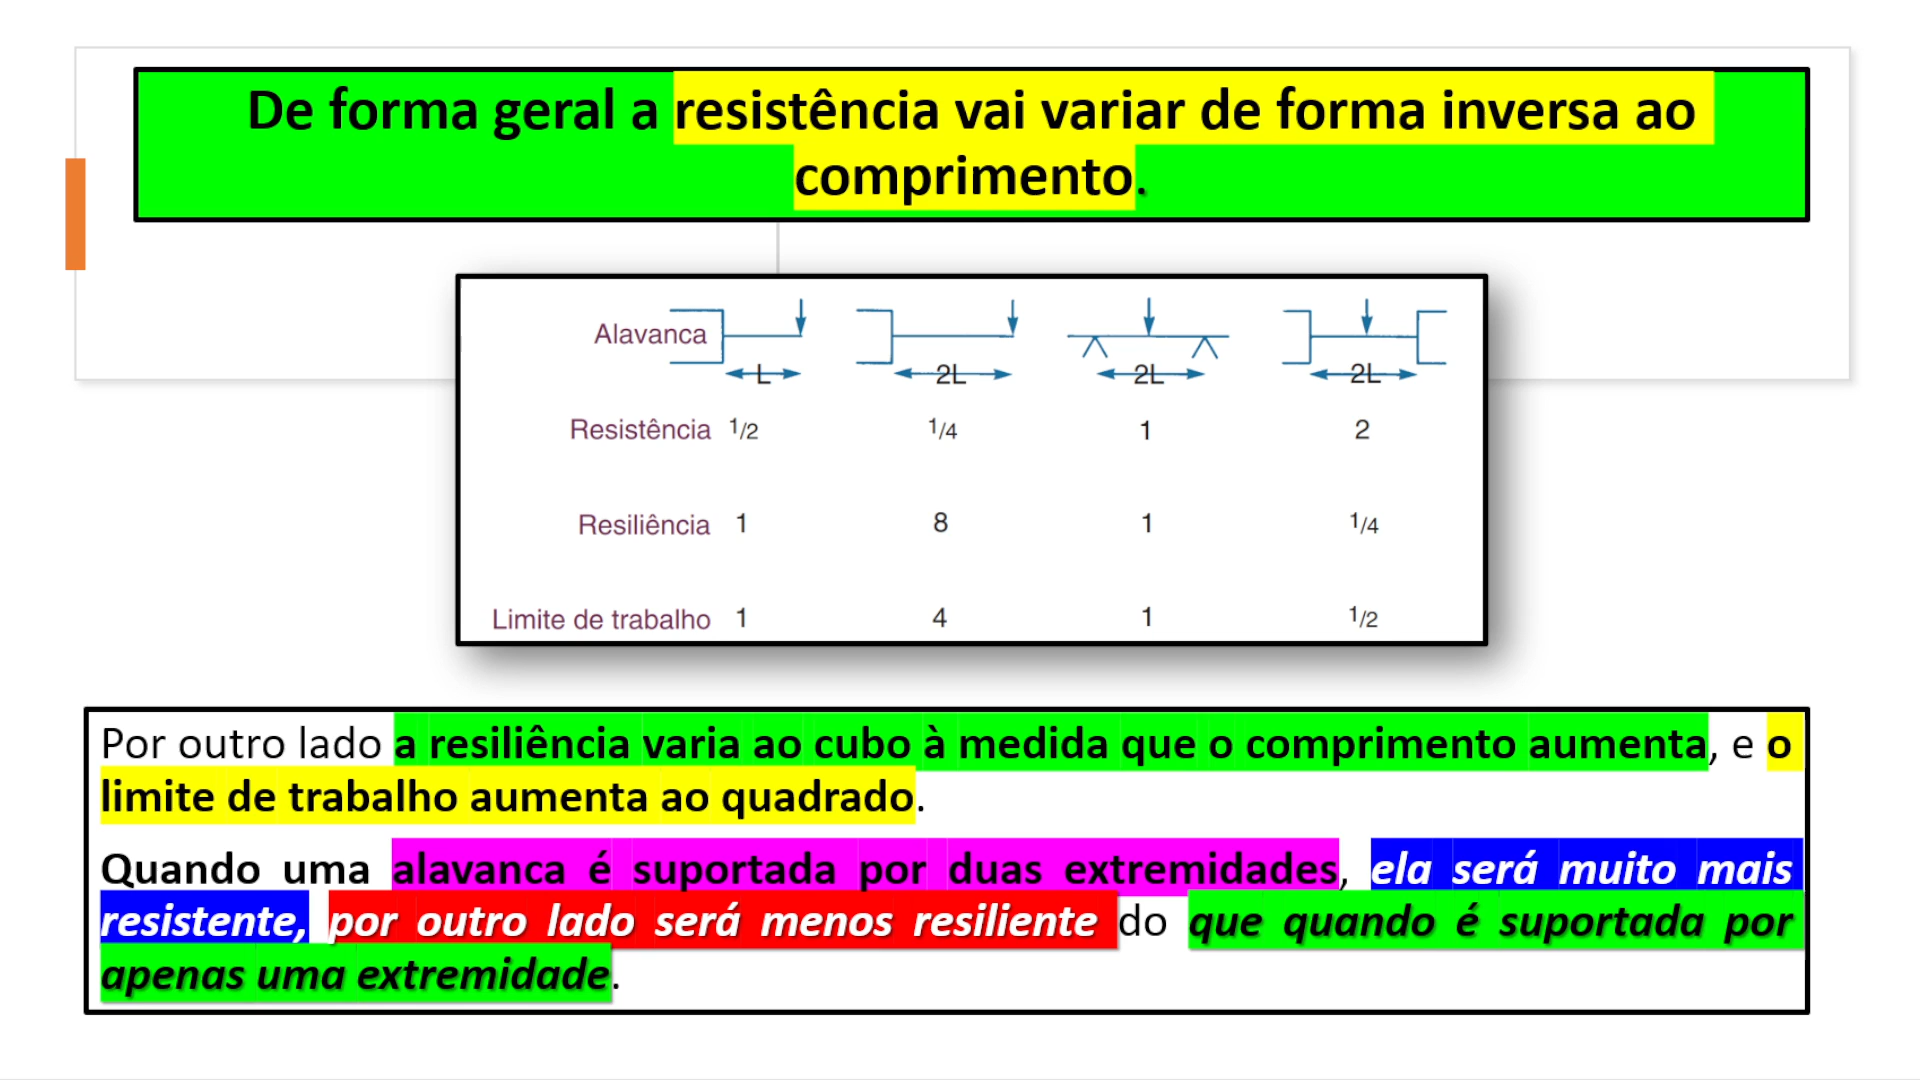 De forma geral a resistência vai variar de forma inversa ao
comprimento.
Alavanca
L 2L 2L 2L
Resistência 1/2 1/4 1 2
Resiliência 1 8 1 1/4
Limite de trabalho 1 4 1 1/2
Por outro lado a resiliência varia ao cubo à medida que o comprimento aumenta, e o
limite de trabalho aumenta ao quadrado.
Quando uma alavanca é suportada por duas extremidades, ela será muito mais
resistente, por outro lado será menos resiliente do que quando é suportada por
apenas uma extremidade.